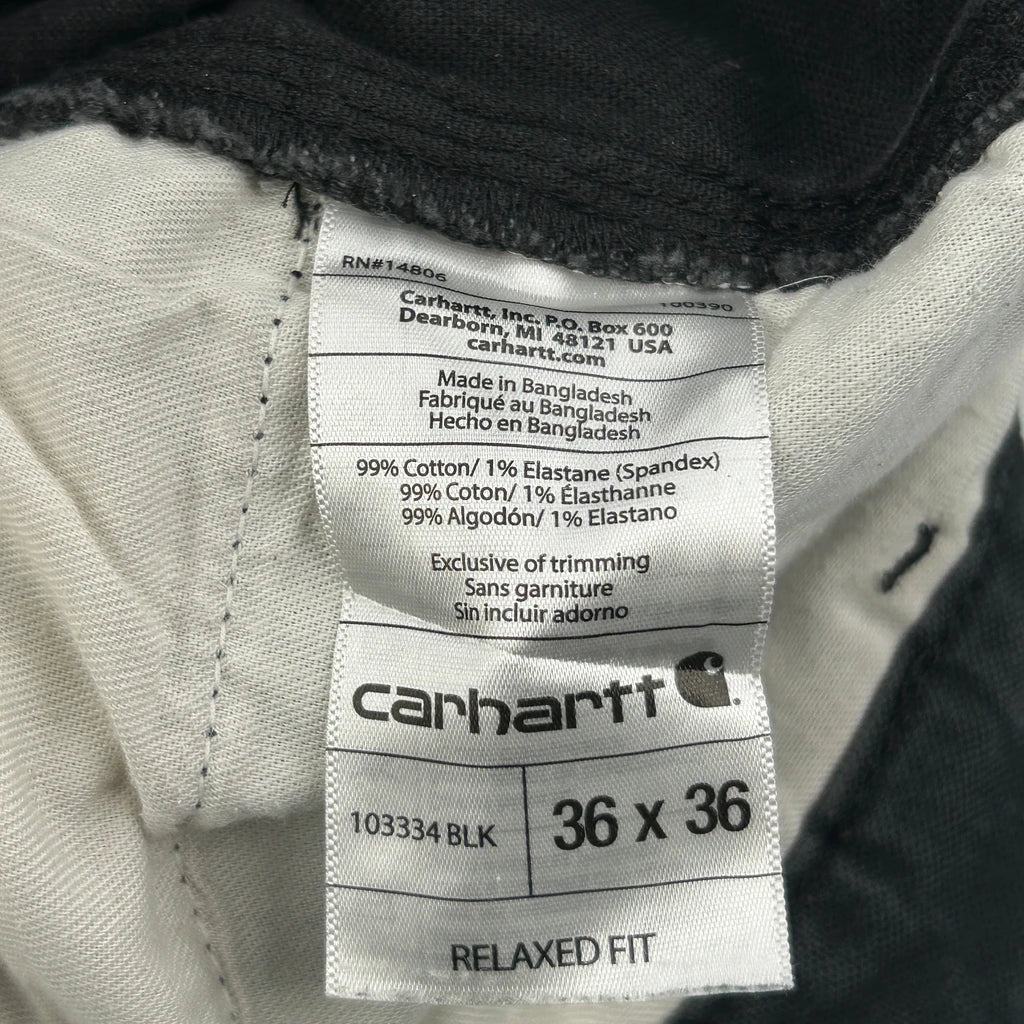 RN#14806
100390
Carhartt, Inc. P.O. Box 600
Dearborn, MI 48121 USA
carhartt.com
Made in Bangladesh
Fabriqué au Bangladesh
Hecho en Bangladesh
99% Cotton/ 1% Elastane (Spandex)
99% Coton/ 1% Élasthanne
99% Algodón/ 1% Elastano
Exclusive of trimming
Sans garniture
Sin incluir adorno
carhartt
103334 BLK
36 x 36
RELAXED FIT